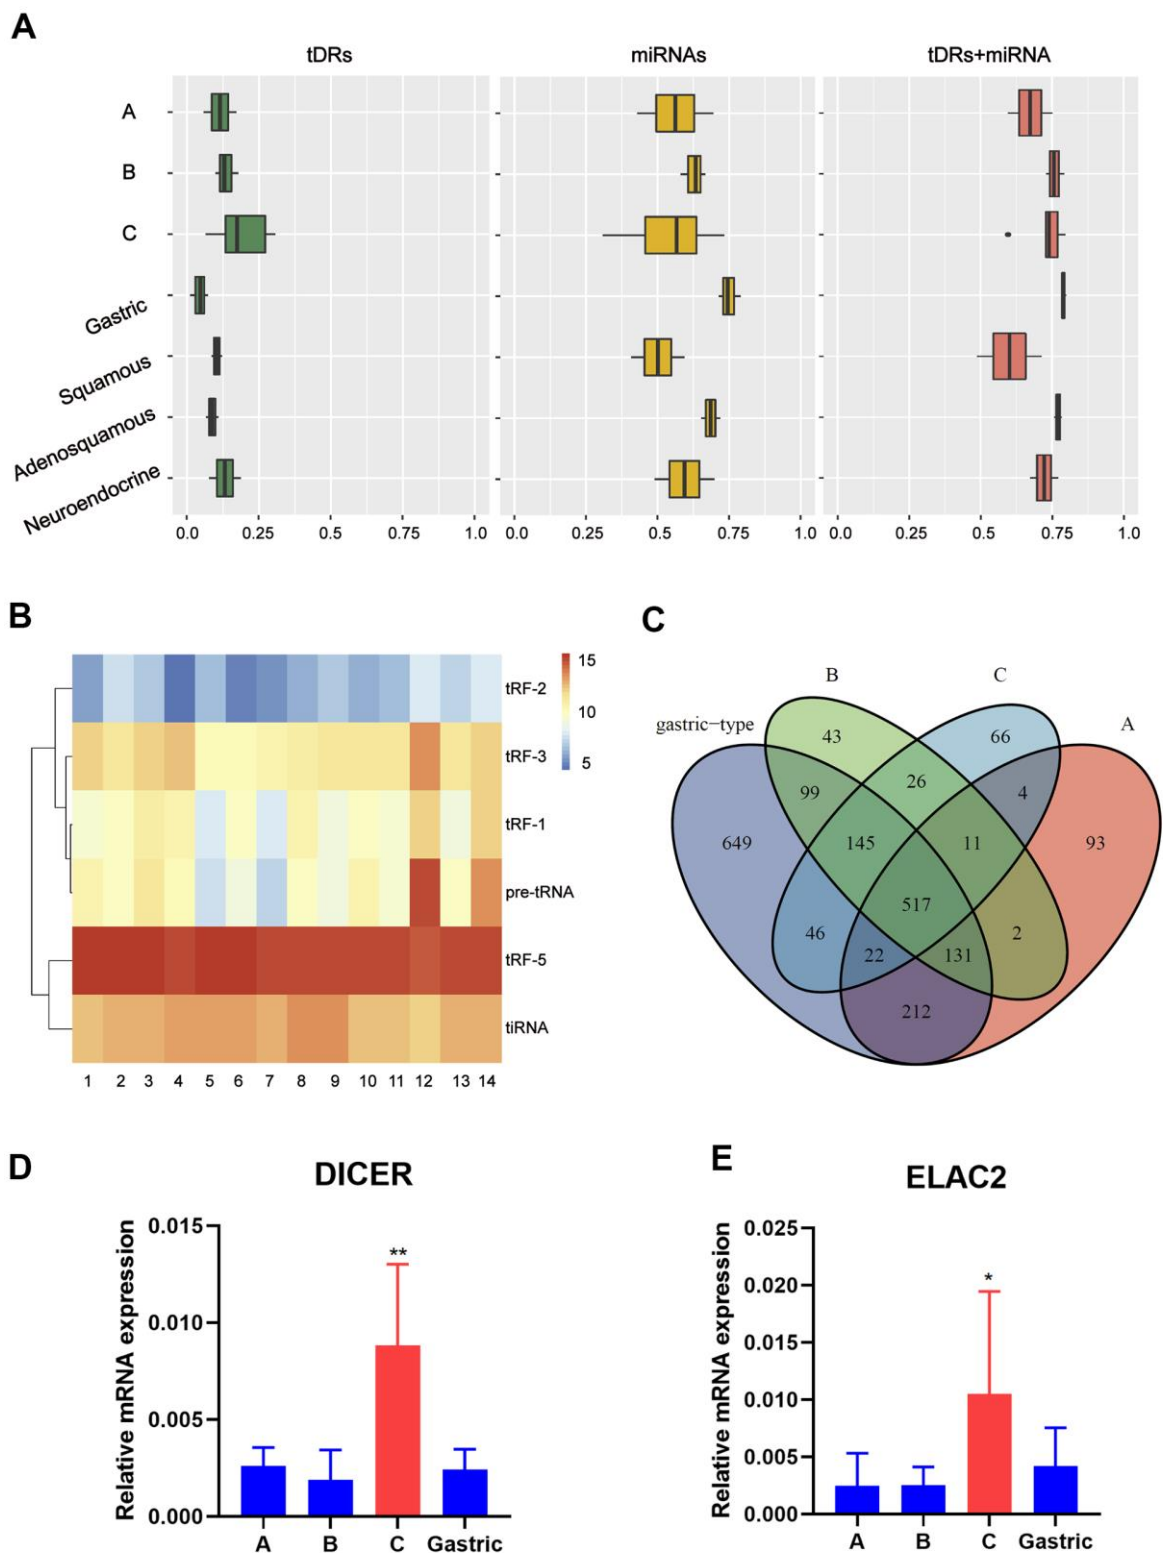 A
tDRs miRNAs tDRs+miRNA
A
B
C
Gastric
Squamous
Adenosquamous
Neuroendocrine
0.0 0.25 0.50 0.75 1.0 0.0 0.5 0.5 0.75 1.0 0.0 0.25 0.50 0.75 1.0
B
15
10
5
tRF-2
tRF-3
tRF-1
pre-tRNA
tRF-5
tiRNA
1 2 3 4 5 6 7 8 9 10 11 12 13 14
C
B C
gastric-type A
43 66
99 26 4
649 145 11 93
517
46 22 131 2
212
D
DICER
Relative mRNA expression
0.015
0.010
0.005
0.000
**
A B C Gastric
E
ELAC2
Relative mRNA expression
0.025
0.020
0.015
0.010
0.005
0.000
*
A B C Gastric